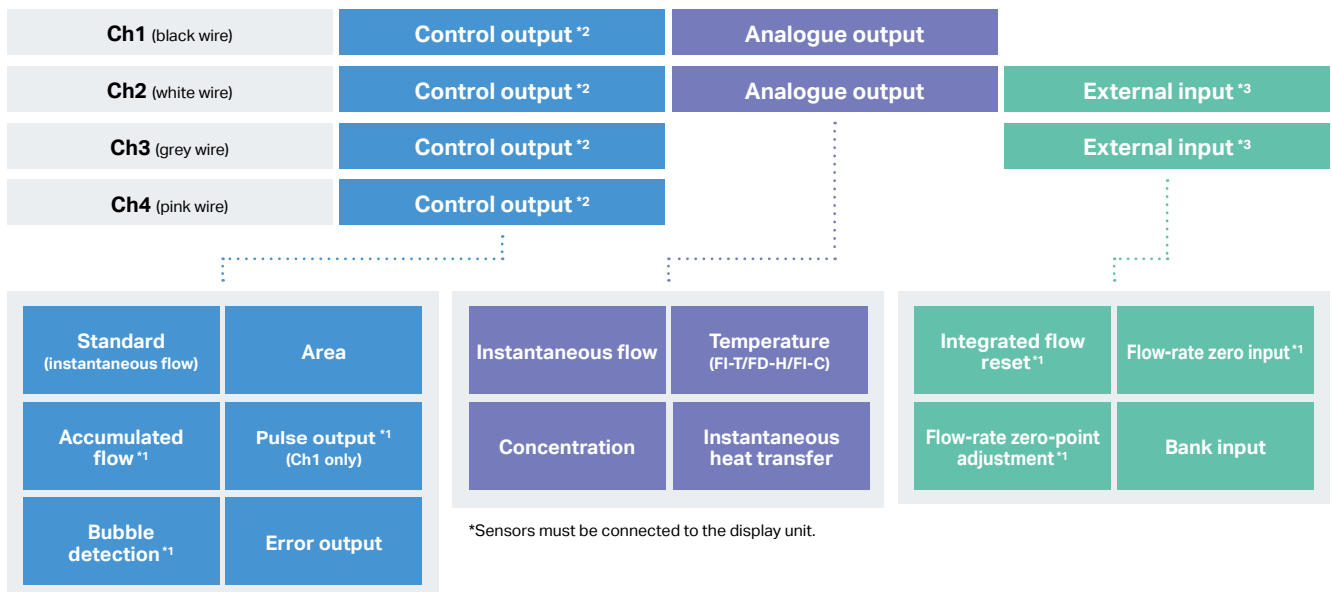 Ch1 (black wire) Control output *2 Analogue output
Ch2 (white wire) Control output *2 Analogue output External input *3
Ch3 (grey wire) Control output *2 External input *3
Ch4 (pink wire) Control output *2
Standard
(instantaneous flow)
Area
Accumulated
flow *1
Pulse output *1
(Ch1 only)
Bubble
detection *1
Error output
Instantaneous flow
Temperature
(FI-T/FD-H/FI-C)
Concentration
Instantaneous
heat transfer
*Sensors must be connected to the display unit.
Integrated flow
reset *1
Flow-rate zero input *1
Flow-rate zero-point
adjustment *1
Bank input